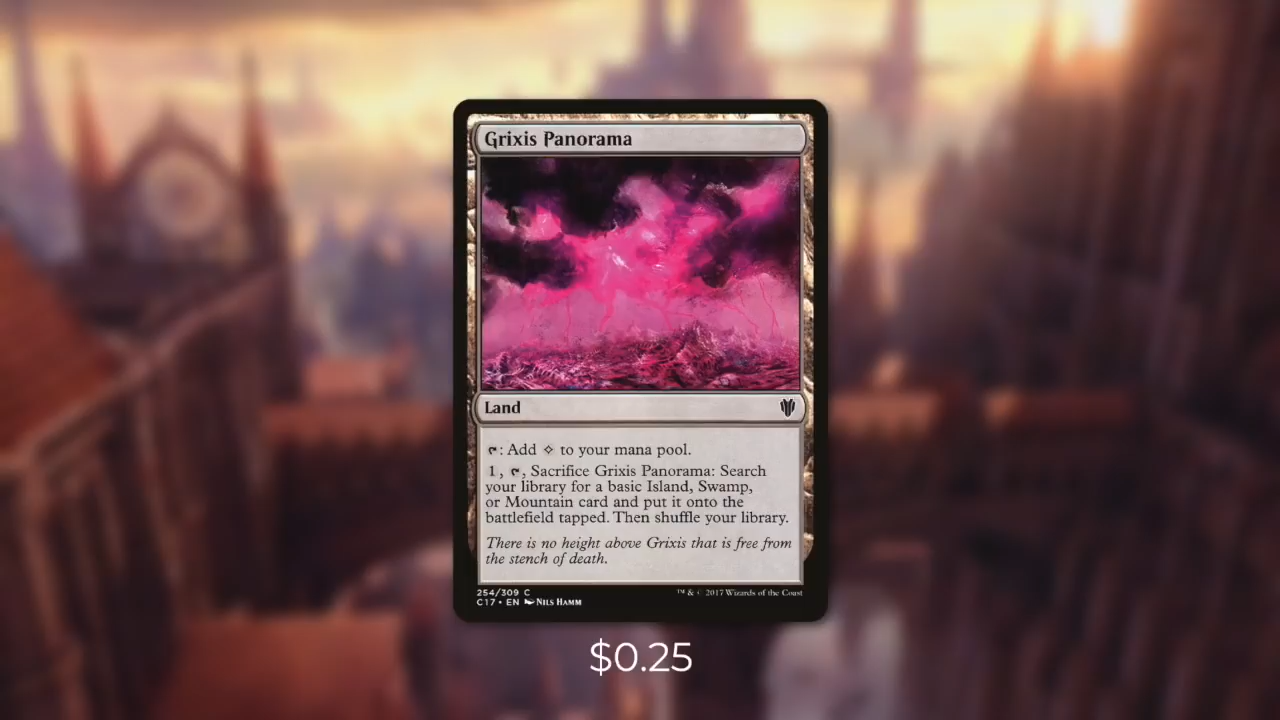 Grixis Panorama
Land
: Add to your mana pool.
1, , Sacrifice Grixis Panorama: Search
your library for a basic Island, Swamp,
or Mountain card and put it onto the
battlefield tapped. Then shuffle your library.
There is no height above Grixis that is free from
the stench of death.
254/309 C
C17 • EN Nils Hamm
™ & © 2017 Wizards of the Coast
$0.25